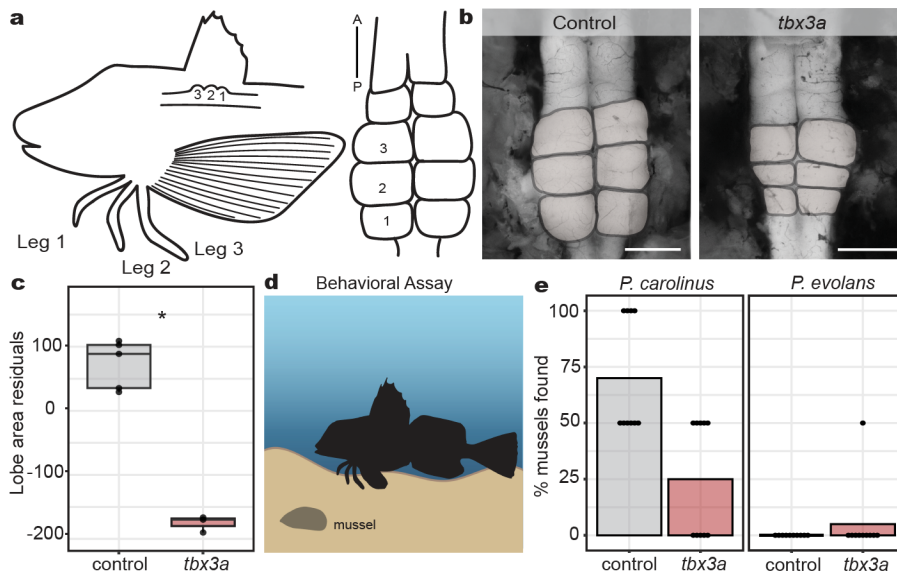 a
A
P
3 2 1
3
2
1
Leg 1
Leg 2
Leg 3
b
Control
tbx3a
c
Lobe area residuals
100
0
-100
-200
*
control
tbx3a
d
Behavioral Assay
mussel
e
P. carolinus
P. evolans
% mussels found
100
75
50
25
0
control
tbx3a
control
tbx3a